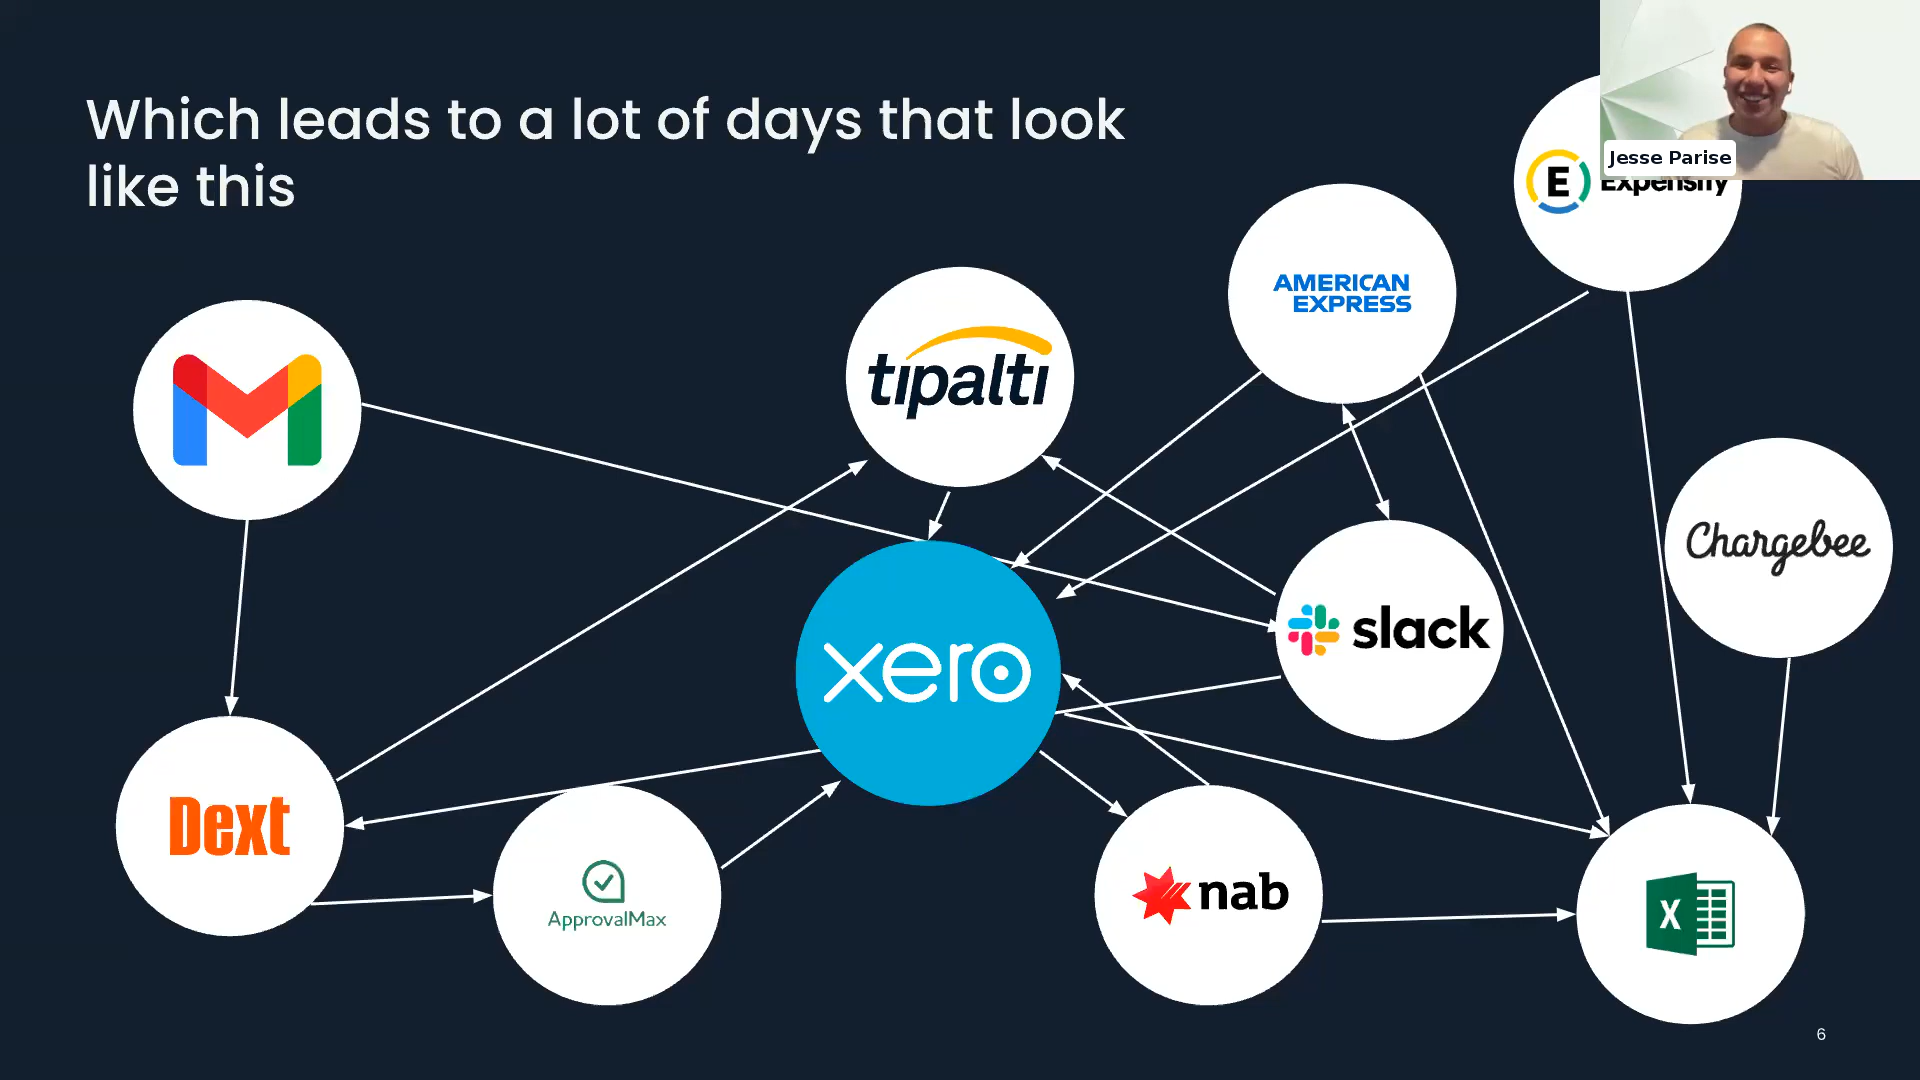 Which leads to a lot of days that look
like this
Jesse Parise
E Expensify
AMERICAN
EXPRESS
tipalti
Chargebee
slack
xero
Dext
ApprovalMax
nab
X
6